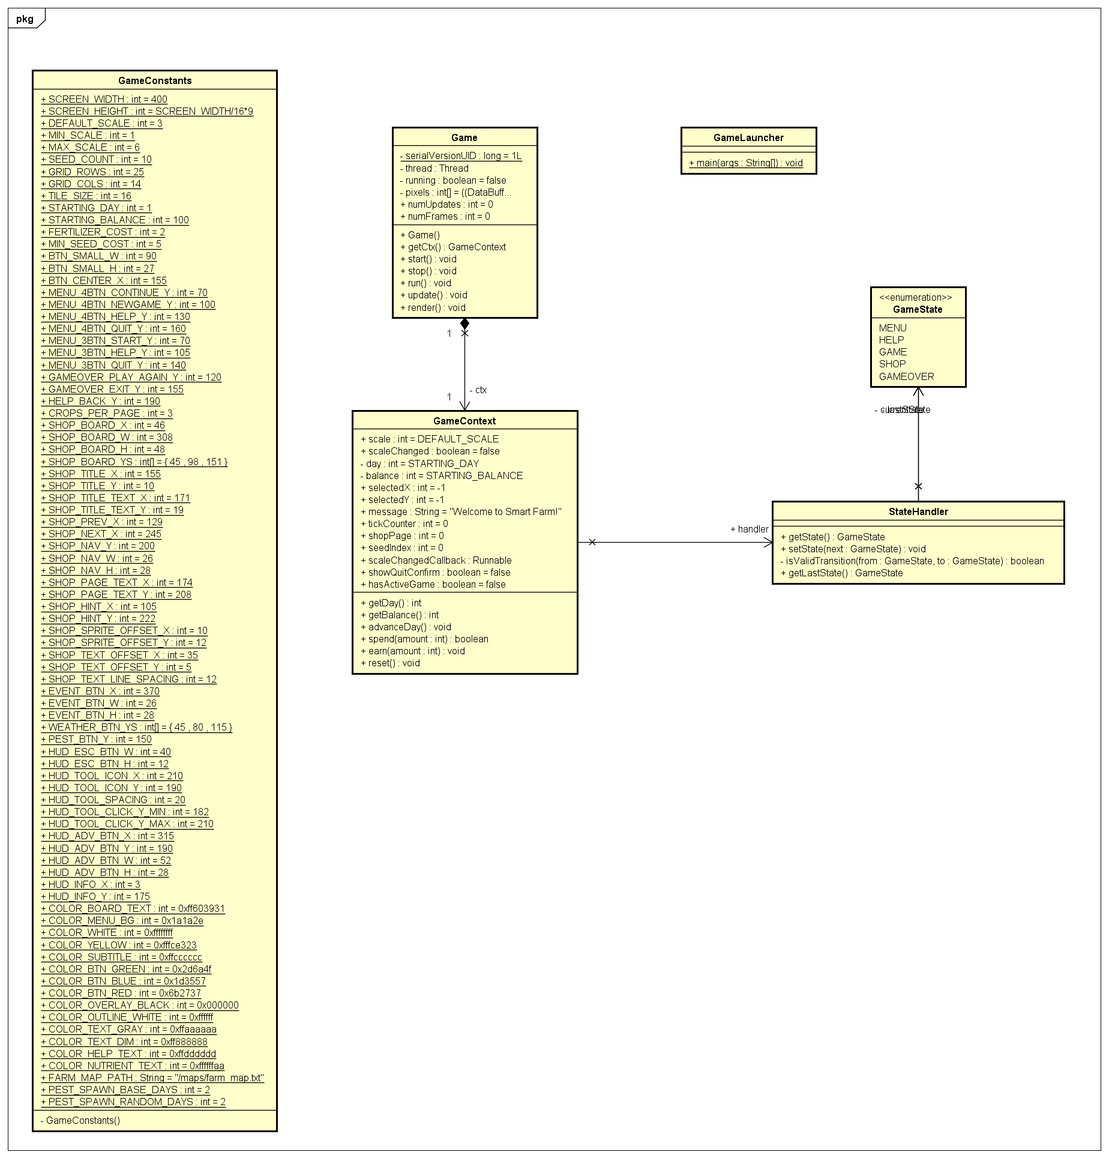 pkg
GameConstants
+ SCREEN_WIDTH : int = 400
+ SCREEN_HEIGHT : int = SCREEN_WIDTH/16*9
+ DEFAULT_SCALE : int = 3
+ MIN_SCALE : int = 1
+ MAX_SCALE : int = 6
+ SEED_COUNT : int = 10
+ GRID_ROWS : int = 25
+ GRID_COLS : int = 14
+ TILE_SIZE : int = 16
+ STARTING_DAY : int = 1
+ STARTING_BALANCE : int = 100
+ FERTILIZER_COST : int = 2
+ MIN_SEED_COST : int = 5
+ BTN_SMALL_W : int = 90
+ BTN_SMALL_H : int = 27
+ BTN_CENTER_X : int = 155
+ MENU_4BTN_CONTINUE_Y : int = 70
+ MENU_4BTN_NEWGAME_Y : int = 100
+ MENU_4BTN_HELP_Y : int = 130
+ MENU_4BTN_QUIT_Y : int = 160
+ MENU_3BTN_START_Y : int = 70
+ MENU_3BTN_HELP_Y : int = 105
+ MENU_3BTN_QUIT_Y : int = 140
+ GAMEOVER_PLAY_AGAIN_Y : int = 120
+ GAMEOVER_EXIT_Y : int = 155
+ HELP_BACK_Y : int = 190
+ CROPS_PER_PAGE : int = 3
+ SHOP_BOARD_X : int = 46
+ SHOP_BOARD_W : int = 308
+ SHOP_BOARD_H : int = 48
+ SHOP_BOARD_YS : int[] = { 45 , 98 , 151 }
+ SHOP_TITLE_X : int = 155
+ SHOP_TITLE_Y : int = 10
+ SHOP_TITLE_TEXT_X : int = 171
+ SHOP_TITLE_TEXT_Y : int = 19
+ SHOP_PREV_X : int = 129
+ SHOP_NEXT_X : int = 245
+ SHOP_NAV_Y : int = 200
+ SHOP_NAV_W : int = 26
+ SHOP_NAV_H : int = 28
+ SHOP_PAGE_TEXT_X : int = 174
+ SHOP_PAGE_TEXT_Y : int = 208
+ SHOP_HINT_X : int = 105
+ SHOP_HINT_Y : int = 222
+ SHOP_SPRITE_OFFSET_X : int = 10
+ SHOP_SPRITE_OFFSET_Y : int = 12
+ SHOP_TEXT_OFFSET_X : int = 35
+ SHOP_TEXT_OFFSET_Y : int = 5
+ SHOP_TEXT_LINE_SPACING : int = 12
+ EVENT_BTN_X : int = 370
+ EVENT_BTN_W : int = 26
+ EVENT_BTN_H : int = 28
+ WEATHER_BTN_YS : int[] = { 45 , 80 , 115 }
+ PEST_BTN_Y : int = 150
+ HUD_ESC_BTN_W : int = 40
+ HUD_ESC_BTN_H : int = 12
+ HUD_TOOL_ICON_X : int = 210
+ HUD_TOOL_ICON_Y : int = 190
+ HUD_TOOL_SPACING : int = 20
+ HUD_TOOL_CLICK_Y_MIN : int = 182
+ HUD_TOOL_CLICK_Y_MAX : int = 210
+ HUD_ADV_BTN_X : int = 315
+ HUD_ADV_BTN_Y : int = 190
+ HUD_ADV_BTN_W : int = 52
+ HUD_ADV_BTN_H : int = 28
+ HUD_INFO_X : int = 3
+ HUD_INFO_Y : int = 175
+ COLOR_BOARD_TEXT : int = 0xff603931
+ COLOR_MENU_BG : int = 0x1a1a2e
+ COLOR_WHITE : int = 0xffffffff
+ COLOR_YELLOW : int = 0xfffce323
+ COLOR_SUBTITLE : int = 0xffcccccc
+ COLOR_BTN_GREEN : int = 0x2d6a4f
+ COLOR_BTN_BLUE : int = 0x1d3557
+ COLOR_BTN_RED : int = 0x6b2737
+ COLOR_OVERLAY_BLACK : int = 0x000000
+ COLOR_OUTLINE_WHITE : int = 0xffffff
+ COLOR_TEXT_GRAY : int = 0xffaaaaaa
+ COLOR_TEXT_DIM : int = 0xff888888
+ COLOR_HELP_TEXT : int = 0xffdddddd
+ COLOR_NUTRIENT_TEXT : int = 0xffffffaa
+ FARM_MAP_PATH : String = "/maps/farm_map.txt"
+ PEST_SPAWN_BASE_DAYS : int = 2
+ PEST_SPAWN_RANDOM_DAYS : int = 2
- GameConstants()
Game
- serialVersionUID : long = 1L
- thread : Thread
- running : boolean = false
- pixels : int[] = ((DataBuff...
+ numUpdates : int = 0
+ numFrames : int = 0
+ Game()
+ getCtx() : GameContext
+ start() : void
+ stop() : void
+ run() : void
+ update() : void
+ render() : void
1
- ctx
1
GameContext
+ scale : int = DEFAULT_SCALE
+ scaleChanged : boolean = false
- day : int = STARTING_DAY
- balance : int = STARTING_BALANCE
+ selectedX : int = -1
+ selectedY : int = -1
+ message : String = "Welcome to Smart Farm!"
+ tickCounter : int = 0
+ shopPage : int = 0
+ seedIndex : int = 0
+ scaleChangedCallback : Runnable
+ showQuitConfirm : boolean = false
+ hasActiveGame : boolean = false
+ getDay() : int
+ getBalance() : int
+ advanceDay() : void
+ spend(amount : int) : boolean
+ earn(amount : int) : void
+ reset() : void
GameLauncher
+ main(args : String[]) : void
<<enumeration>>
GameState
MENU
HELP
GAME
SHOP
GAMEOVER
+ handler
StateHandler
+ getState() : GameState
+ setState(next : GameState) : void
- isValidTransition(from : GameState, to : GameState) : boolean
+ getLastState() : GameState